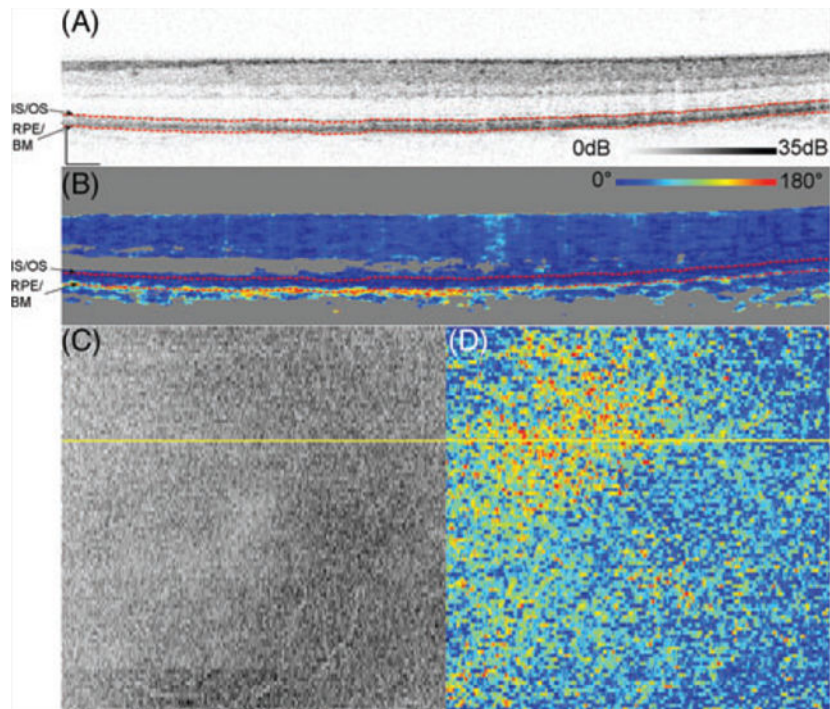 (A)
IS/OS
RPE/
BM
0dB 35dB
(B)
0° 180°
IS/OS
RPE/
BM
(C) (D)